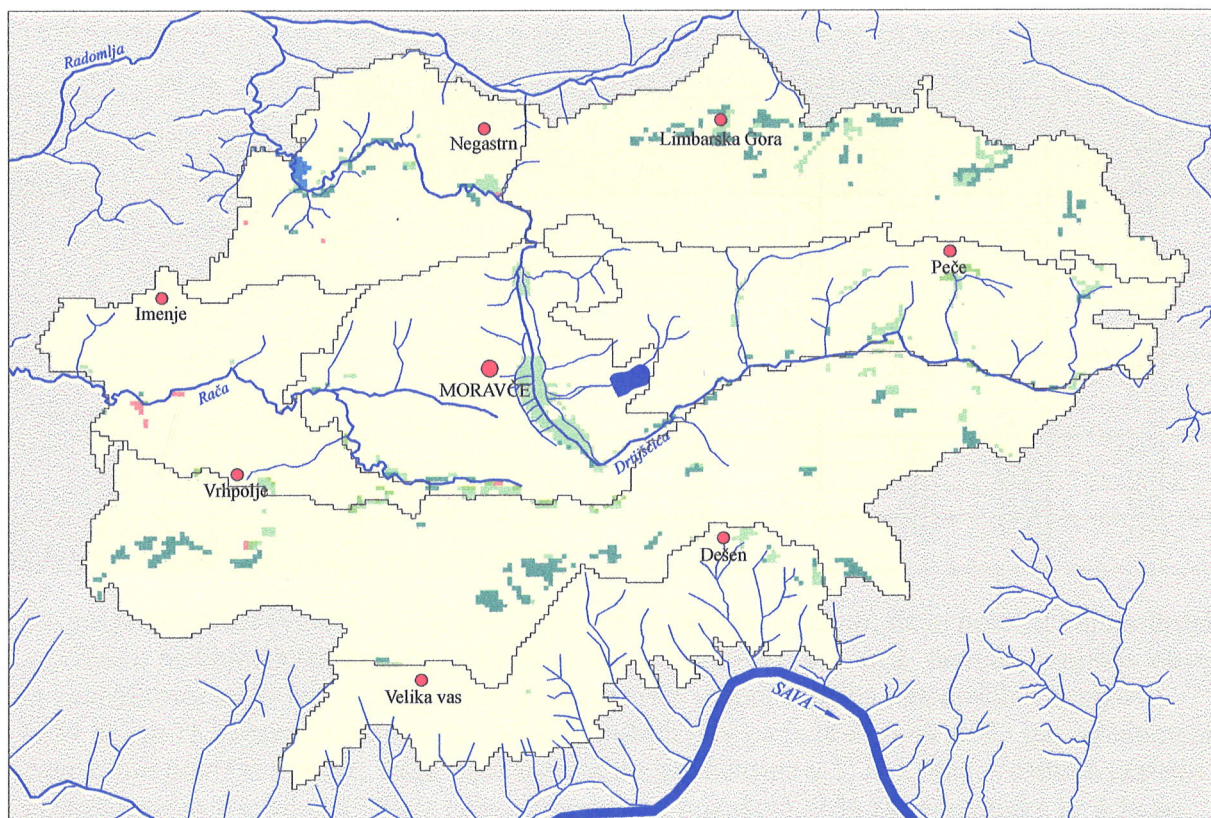 Radomlja
Negastrn
Limbarska Gora
Peče
Imenje
MORAVČE
Rača
Drtijščica
Vrhpolje
Dešen
Velika vas
SAVA